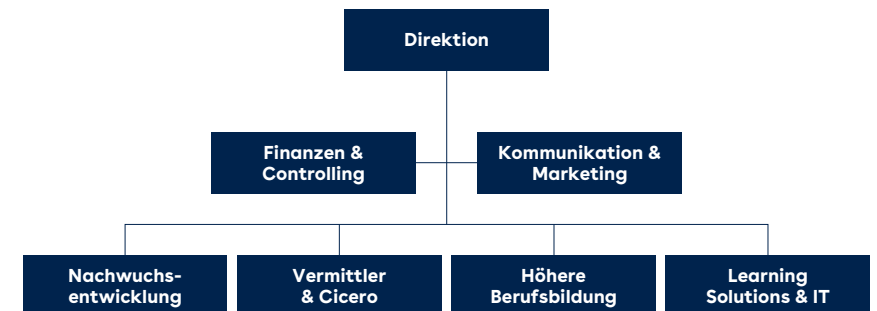 Direktion
Finanzen &
Controlling
Kommunikation &
Marketing
Nachwuchs-
entwicklung
Vermittler
& Cicero
Höhere
Berufsbildung
Learning
Solutions & IT